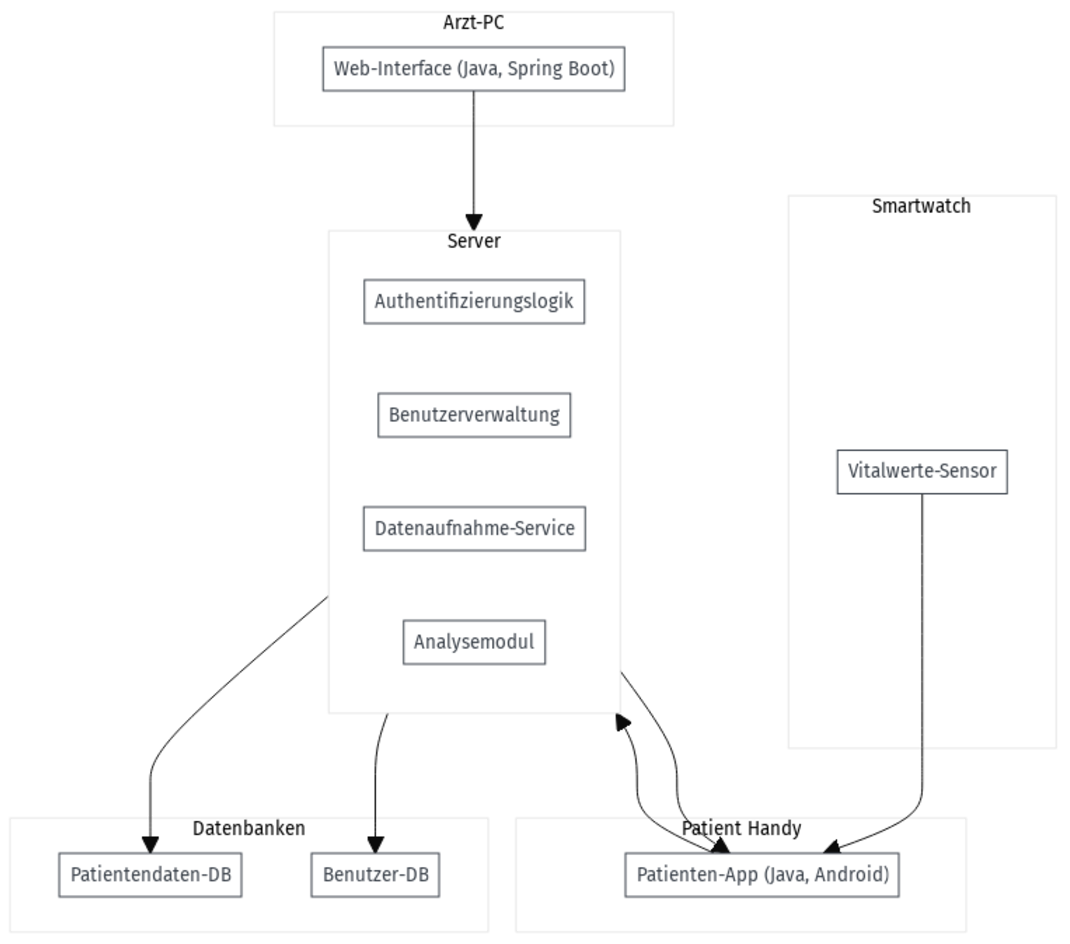 Arzt-PC
Web-Interface (Java, Spring Boot)
Smartwatch
Server
Authentifizierungslogik
Benutzerverwaltung
Vitalwerte-Sensor
Datenaufnahme-Service
Analysemodul
Datenbanken
Patient Handy
Patientendaten-DB
Benutzer-DB
Patienten-App (Java, Android)